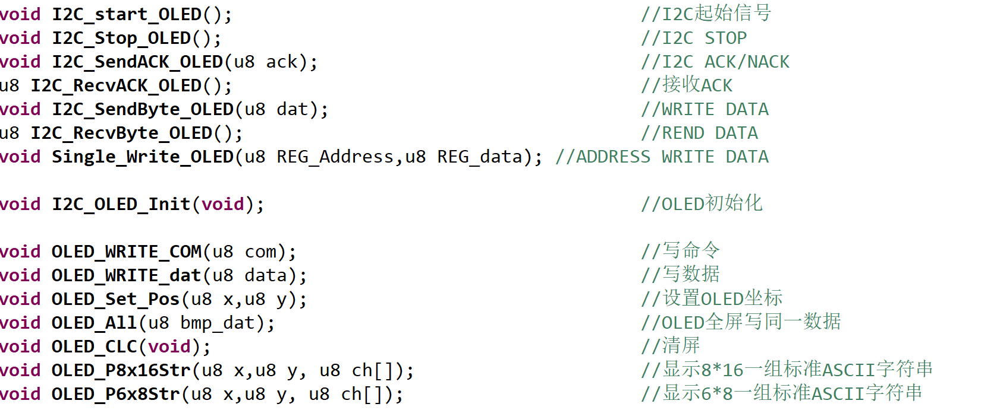 void I2C_start_OLED(); //I2C起始信号
void I2C_Stop_OLED(); //I2C STOP
void I2C_SendACK_OLED(u8 ack); //I2C ACK/NACK
u8 I2C_RecvACK_OLED(); //接收ACK
void I2C_SendByte_OLED(u8 dat); //WRITE DATA
u8 I2C_RecvByte_OLED(); //REND DATA
void Single_Write_OLED(u8 REG_Address,u8 REG_data); //ADDRESS WRITE DATA
void I2C_OLED_Init(void); //OLED初始化
void OLED_WRITE_COM(u8 com); //写命令
void OLED_WRITE_dat(u8 data); //写数据
void OLED_Set_Pos(u8 x,u8 y); //设置OLED坐标
void OLED_All(u8 bmp_dat); //OLED全屏写同一数据
void OLED_CLC(void); //清屏
void OLED_P8x16Str(u8 x,u8 y, u8 ch[]); //显示8*16一组标准ASCII字符串
void OLED_P6x8Str(u8 x,u8 y, u8 ch[]); //显示6*8一组标准ASCII字符串